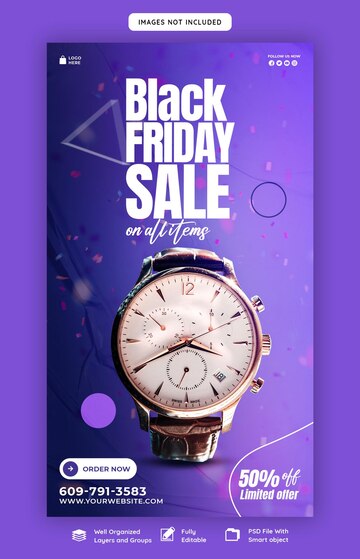 IMAGES NOT INCLUDED
LOGO
HERE
FOLLOW US NOW
Black
FRIDAY
SALE
on all items
ORDER NOW
609-791-3583
WWW.YOURWEBSITE.COM
50% off
Limited offer
Well Organized
Layers and Groups
Fully
Editable
PSD File With
Smart object